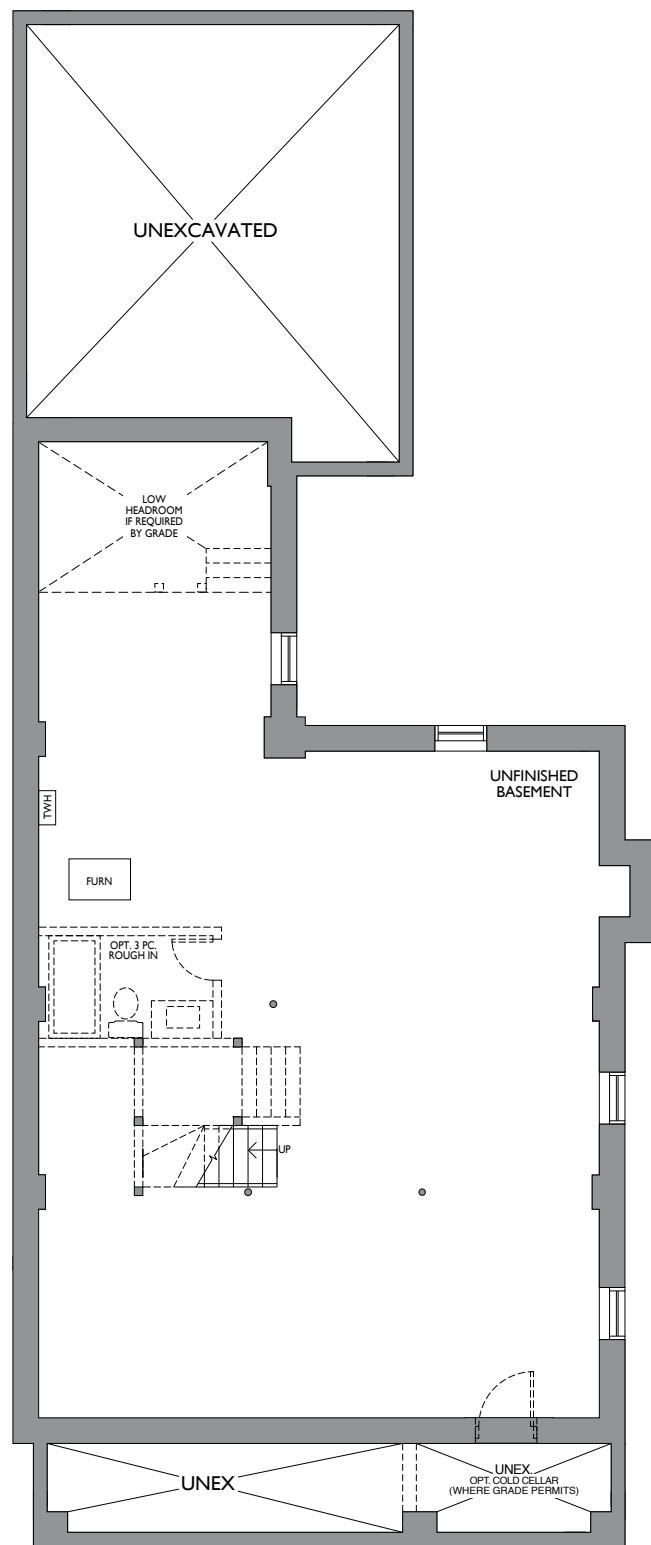 UNEXCAVATED
LOW
HEADROOM
IF REQUIRED
BY GRADE
UNFINISHED
BASEMENT
TWH
FURN
OPT. 3 PC.
ROUGH IN
UP
UNEX
UNEX.
OPT. COLD CELLAR
(WHERE GRADE PERMITS)